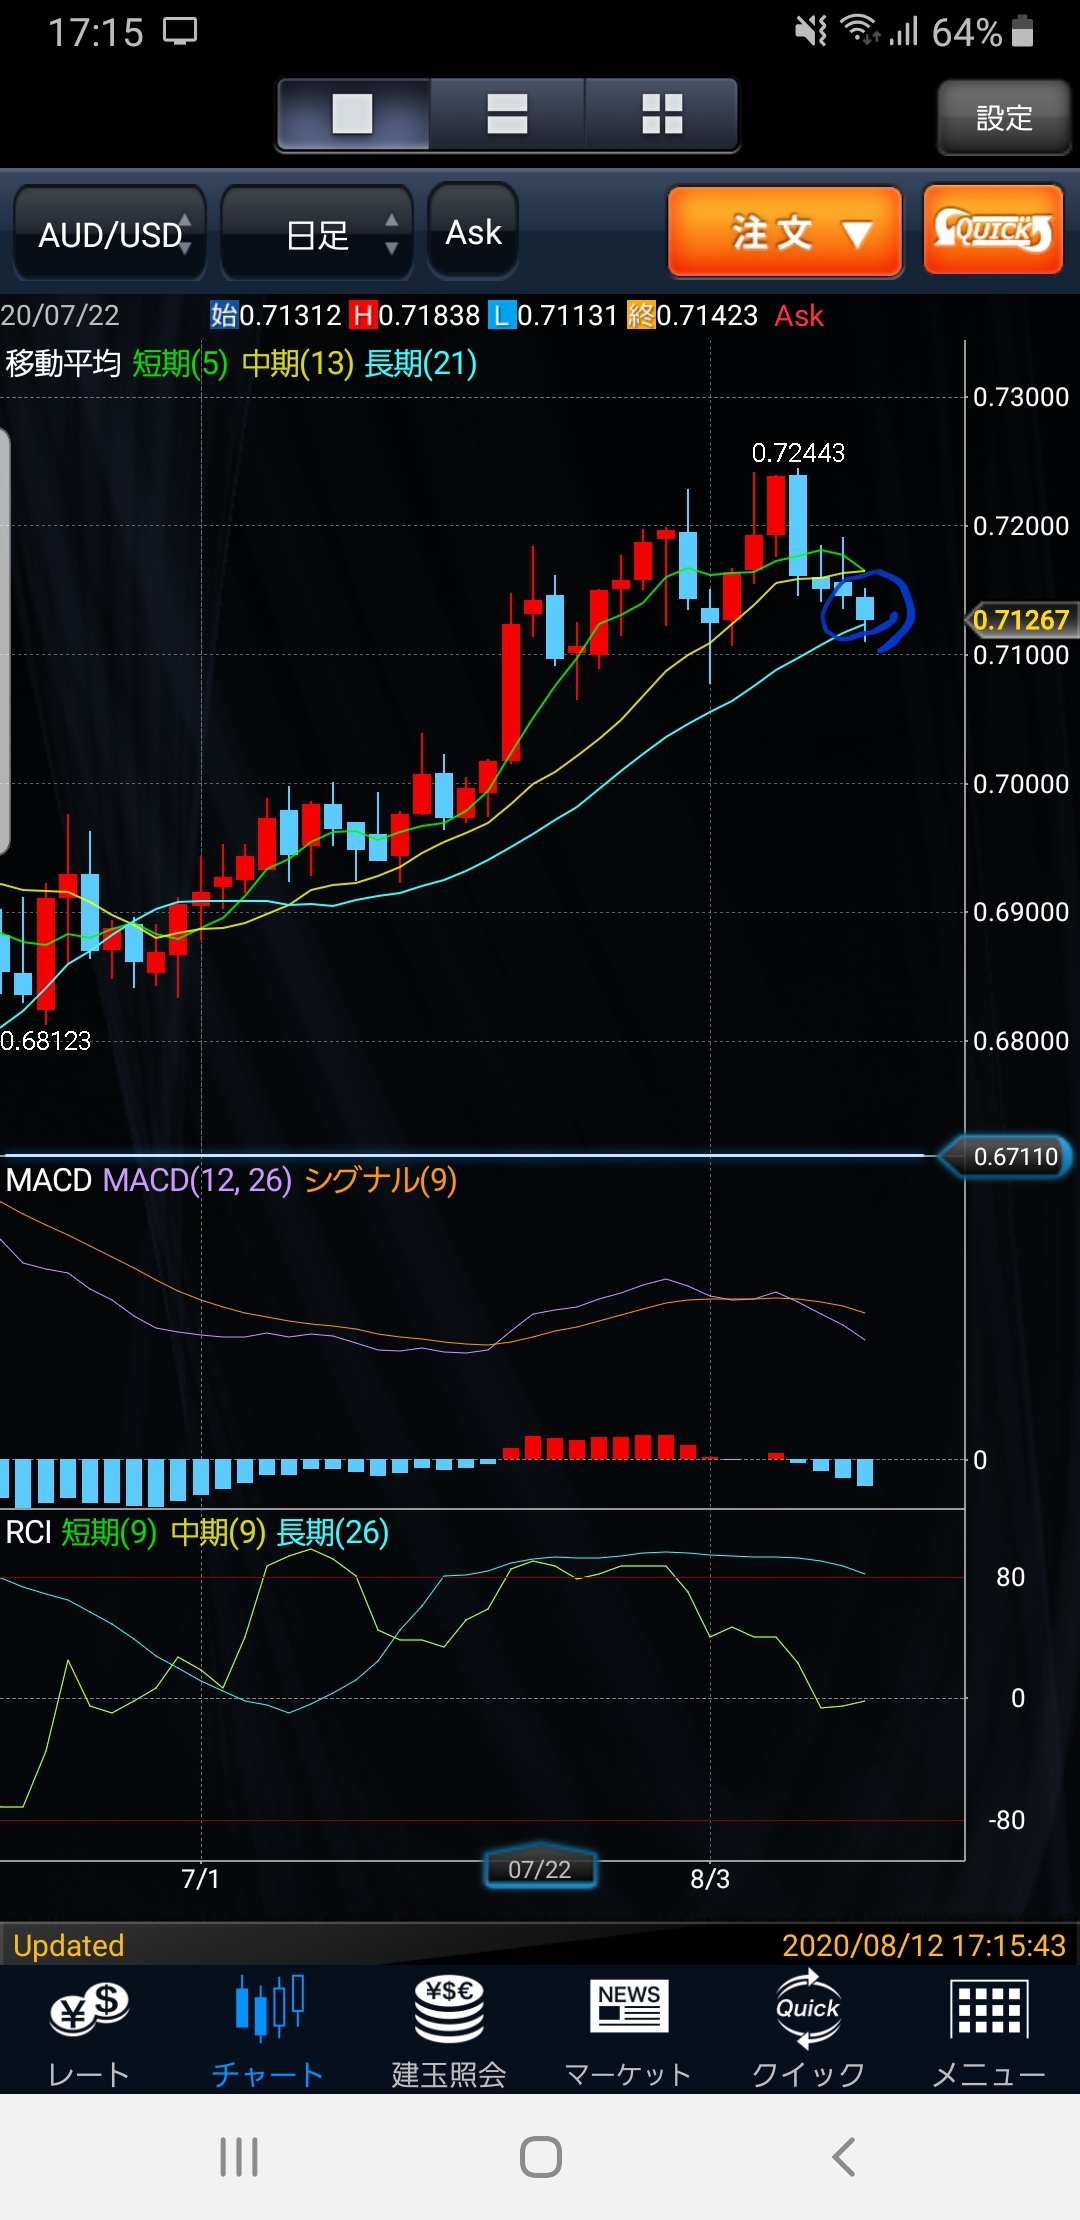 17:15 64%
設定
AUD/USD 日足 Ask 注文 ▼ QUICK
20/07/22 始0.71312 H0.71838 L0.71131 終0.71423 Ask
移動平均 短期(5) 中期(13) 長期(21)
0.73000
0.72443
0.72000
0.71267
0.71000
0.70000
0.69000
0.68123
0.68000
0.67110
MACD MACD(12, 26) シグナル(9)
0
RCI 短期(9) 中期(9) 長期(26)
80
0
-80
7/1 07/22 8/3
Updated 2020/08/12 17:15:43
¥$ ¥$€ NEWS Quick
レート チャート 建玉照会 マーケット クイック メニュー